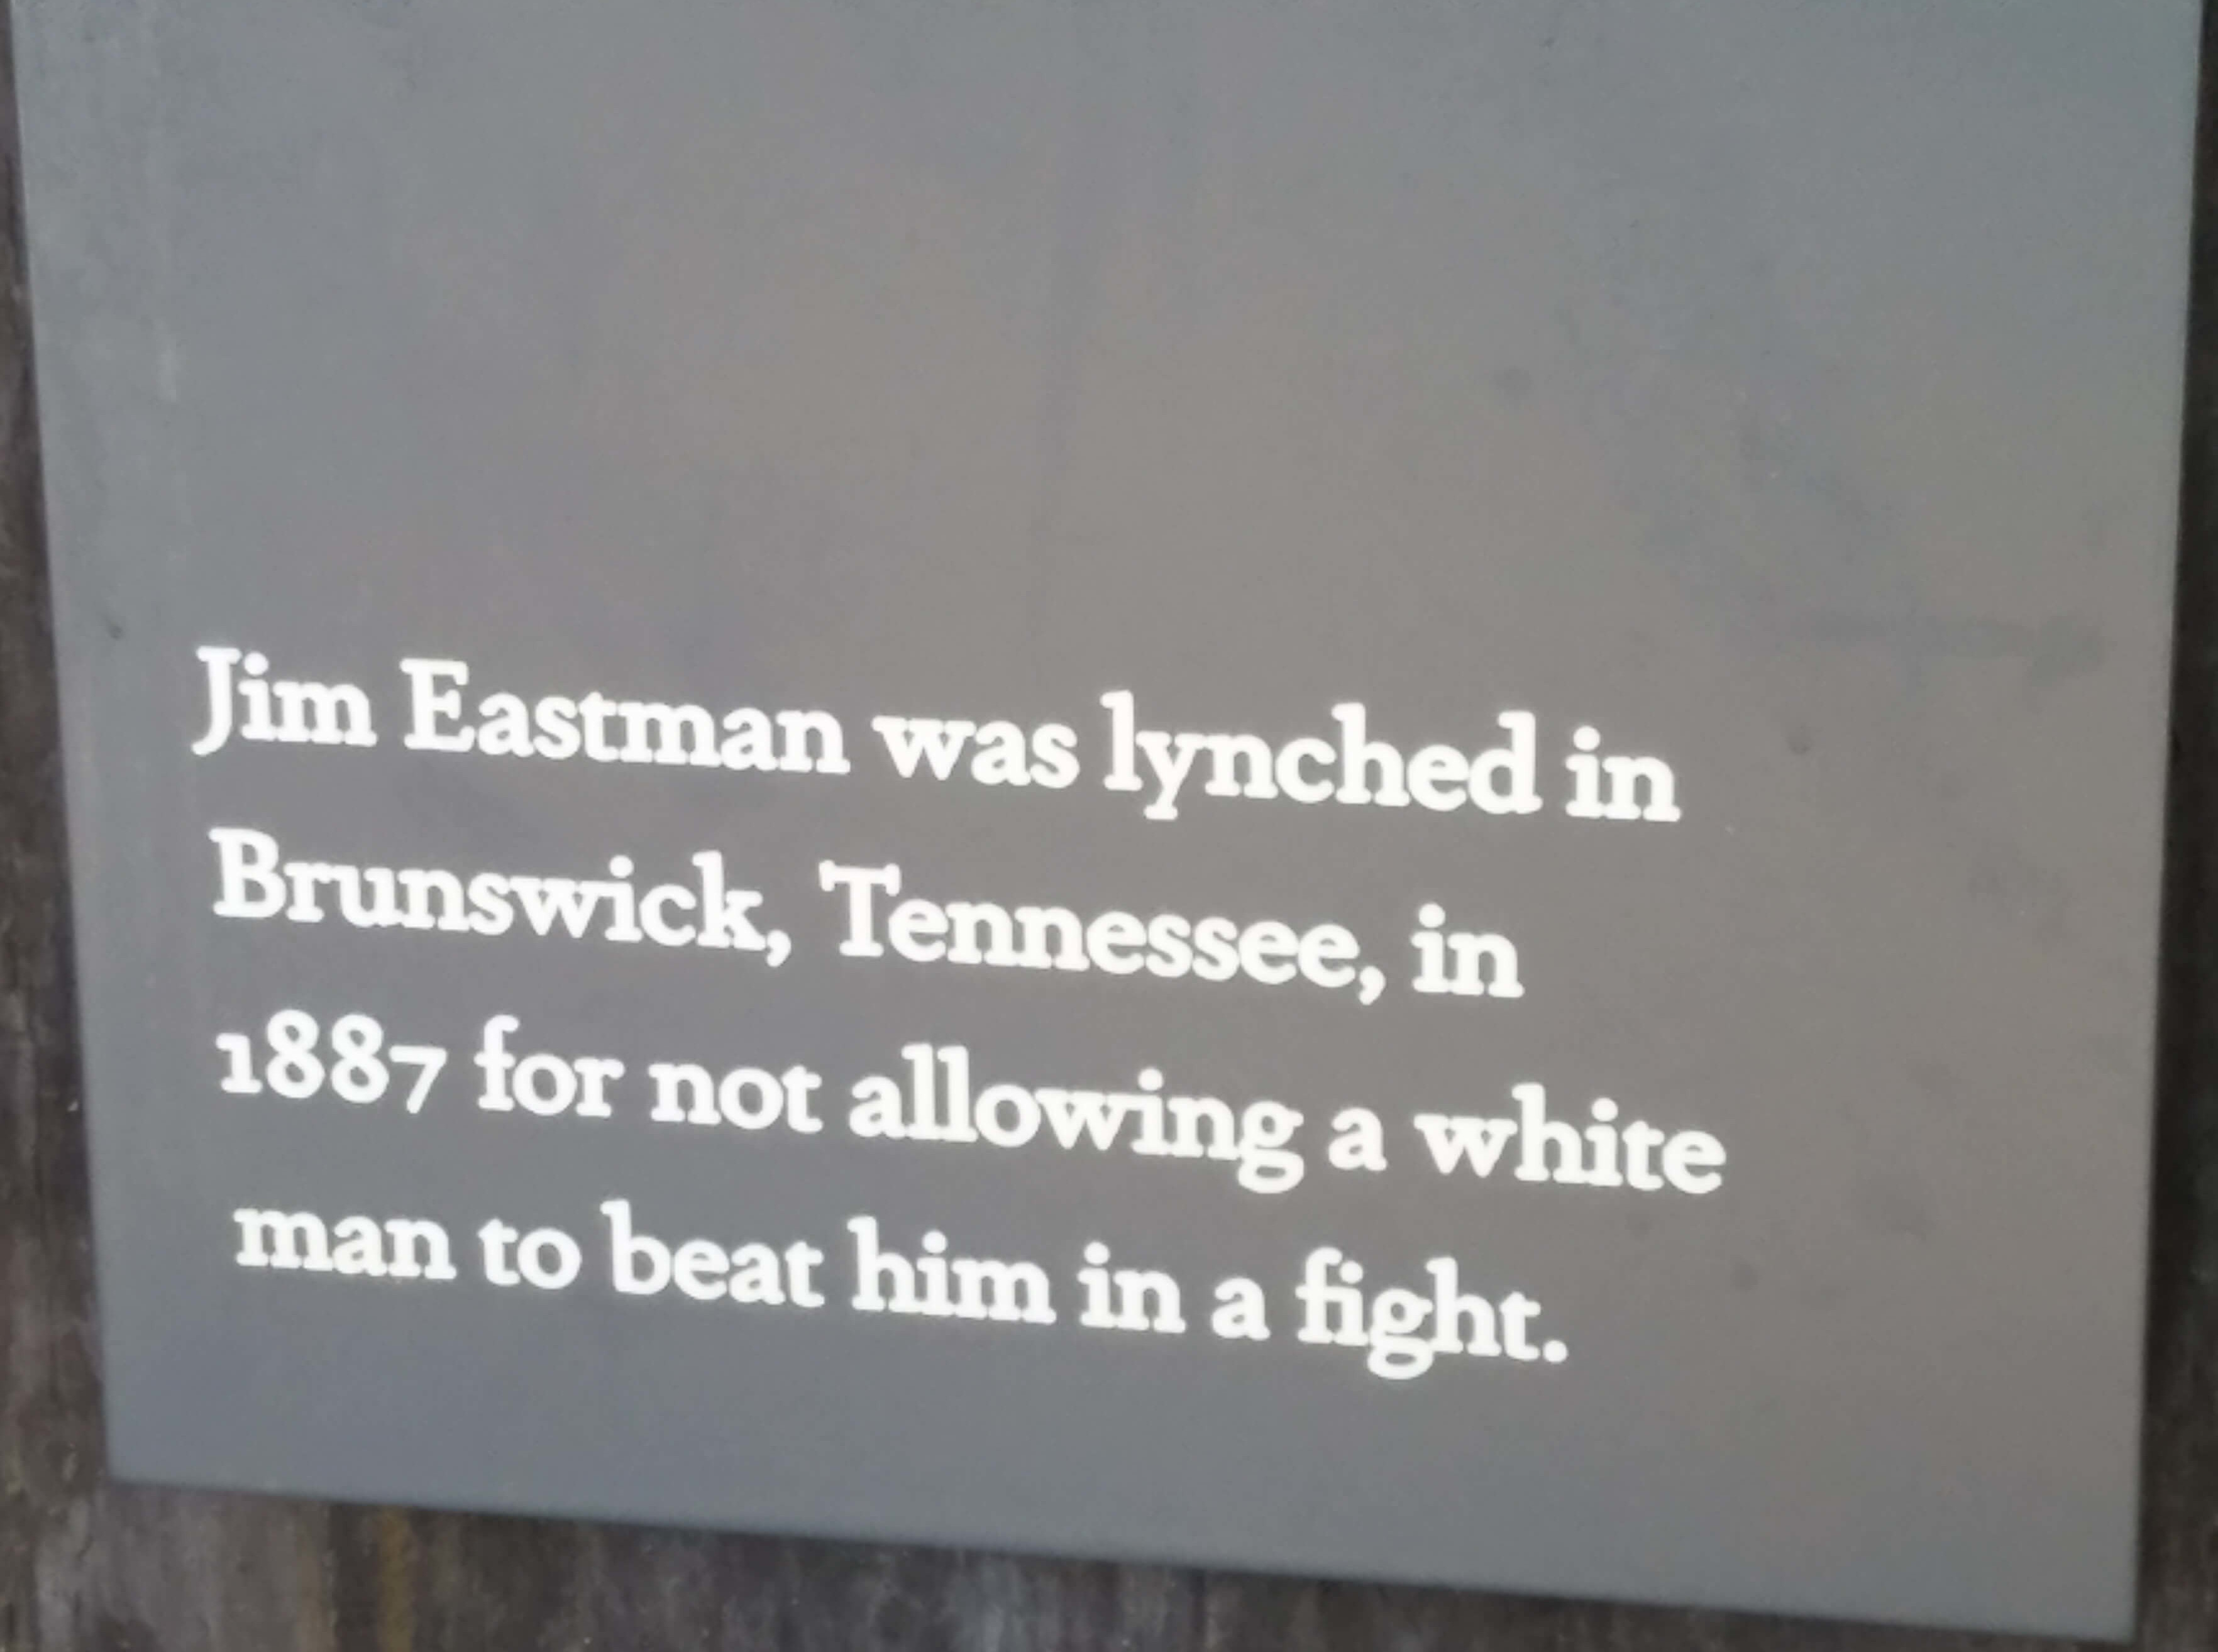 Jim Eastman was lynched in
Brunswick, Tennessee, in
1887 for not allowing a white
man to beat him in a fight.